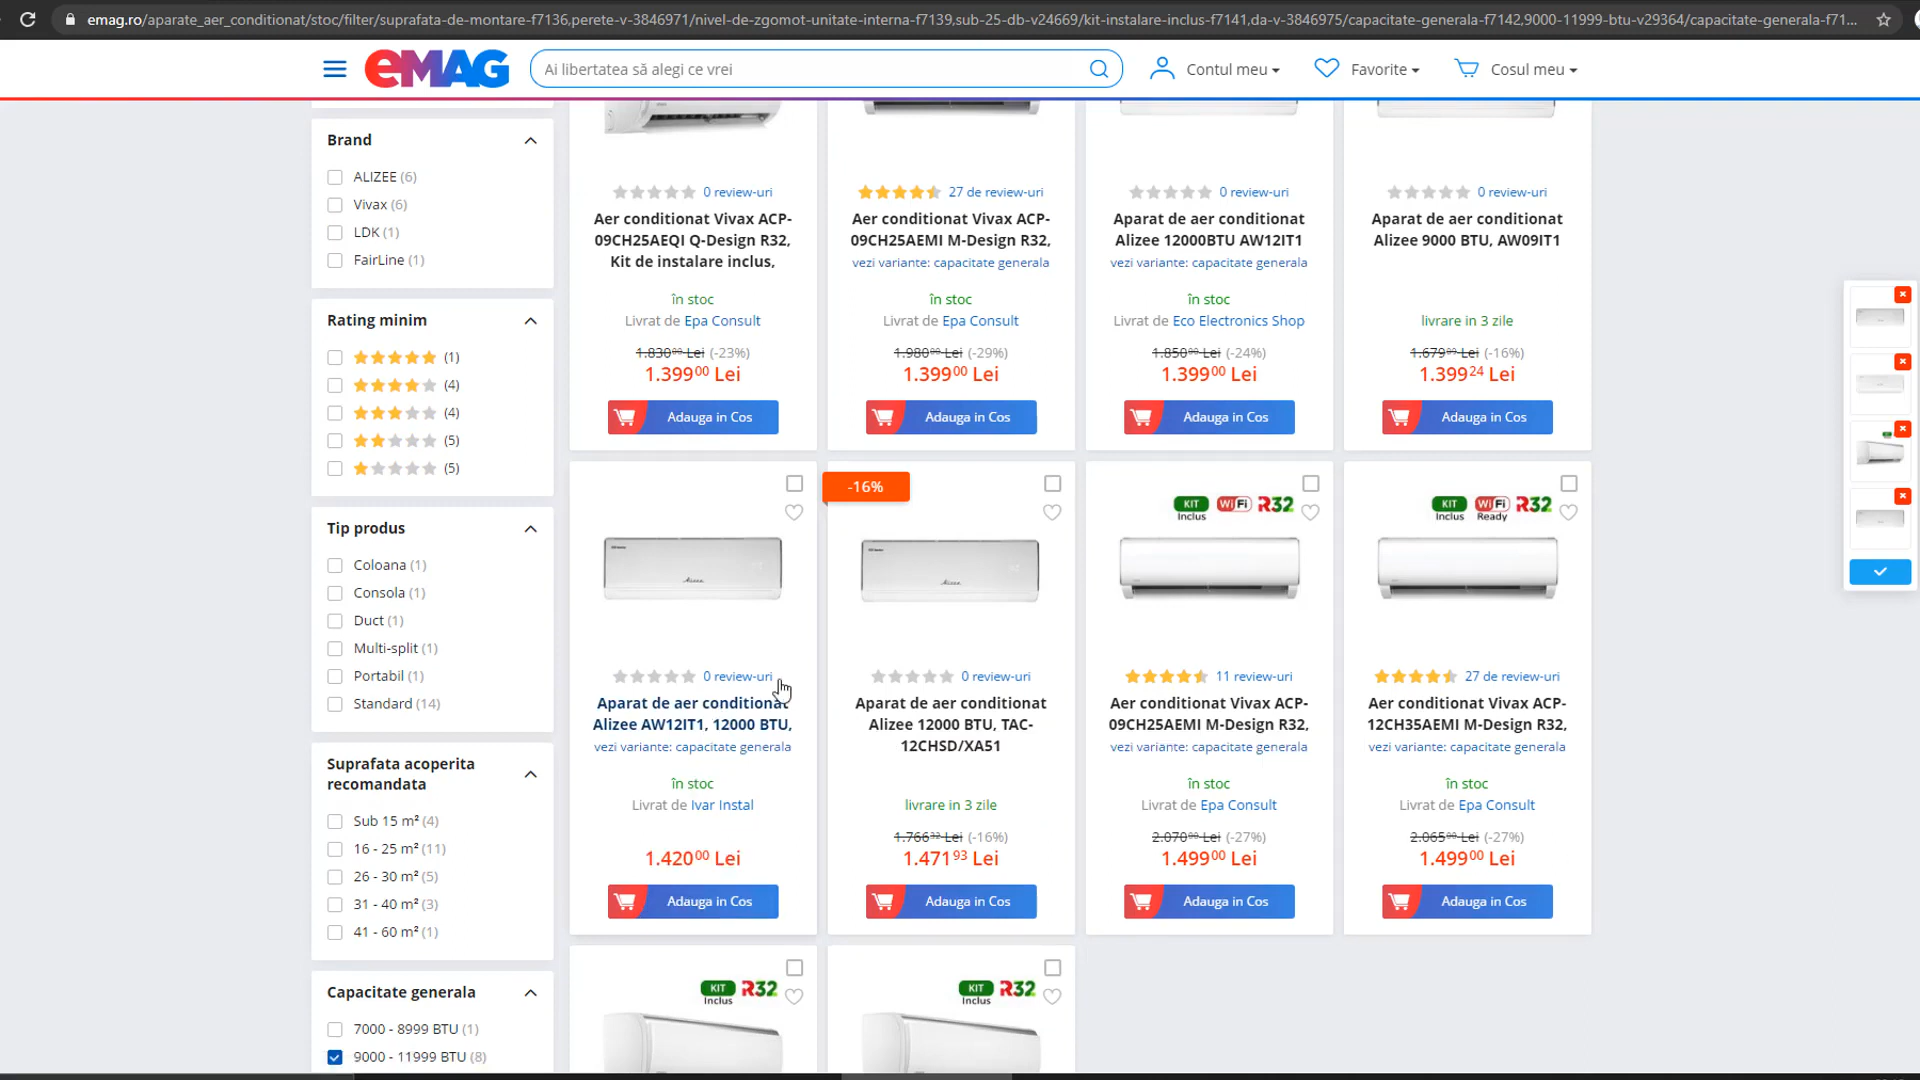 emag.ro/aparate_aer_conditionat/stoc/filter/suprafata-de-montare-f7136,perete-v-3846971/nivel-de-zgomot-unitate-interna-f7139,sub-25-db-v24669/kit-instalare-inclus-f7141,da-v-3846975/capacitate-generala-f7142,9000-11999-btu-v29364/capacitate-generala-f71...
eMAG
Ai libertatea să alegi ce vrei
Contul meu
Favorite
Cosul meu
Brand
ALIZEE (6)
Vivax (6)
LDK (1)
FairLine (1)
Rating minim
(1)
(4)
(4)
(5)
(5)
Tip produs
Coloana (1)
Consola (1)
Duct (1)
Multi-split (1)
Portabil (1)
Standard (14)
Suprafata acoperita
recomandata
Sub 15 m² (4)
16 - 25 m² (11)
26 - 30 m² (5)
31 - 40 m² (3)
41 - 60 m² (1)
Capacitate generala
7000 - 8999 BTU (1)
9000 - 11999 BTU (8)
0 review-uri
Aer conditionat Vivax ACP-
09CH25AEQI Q-Design R32,
Kit de instalare inclus,
în stoc
Livrat de Epa Consult
1.830⁰⁰ Lei (-23%)
1.399⁰⁰ Lei
Adauga in Cos
27 de review-uri
Aer conditionat Vivax ACP-
09CH25AEMI M-Design R32,
vezi variante: capacitate generala
în stoc
Livrat de Epa Consult
1.980⁰⁰ Lei (-29%)
1.399⁰⁰ Lei
Adauga in Cos
0 review-uri
Aparat de aer conditionat
Alizee 12000BTU AW12IT1
vezi variante: capacitate generala
în stoc
Livrat de Eco Electronics Shop
1.850⁰⁰ Lei (-24%)
1.399⁰⁰ Lei
Adauga in Cos
0 review-uri
Aparat de aer conditionat
Alizee 9000 BTU, AW09IT1
livrare in 3 zile
1.679⁰⁹ Lei (-16%)
1.399²⁴ Lei
Adauga in Cos
Alizee
0 review-uri
Aparat de aer conditionat
Alizee AW12IT1, 12000 BTU,
vezi variante: capacitate generala
în stoc
Livrat de Ivar Instal
1.420⁰⁰ Lei
Adauga in Cos
-16%
Alizee
0 review-uri
Aparat de aer conditionat
Alizee 12000 BTU, TAC-
12CHSD/XA51
livrare in 3 zile
1.766³² Lei (-16%)
1.471⁹³ Lei
Adauga in Cos
KIT WiFi R32
Inclus
11 review-uri
Aer conditionat Vivax ACP-
09CH25AEMI M-Design R32,
vezi variante: capacitate generala
în stoc
Livrat de Epa Consult
2.070⁰⁰ Lei (-27%)
1.499⁰⁰ Lei
Adauga in Cos
KIT WiFi R32
Inclus Ready
27 de review-uri
Aer conditionat Vivax ACP-
12CH35AEMI M-Design R32,
vezi variante: capacitate generala
în stoc
Livrat de Epa Consult
2.065⁰⁰ Lei (-27%)
1.499⁰⁰ Lei
Adauga in Cos
KIT R32
Inclus
KIT R32
Inclus